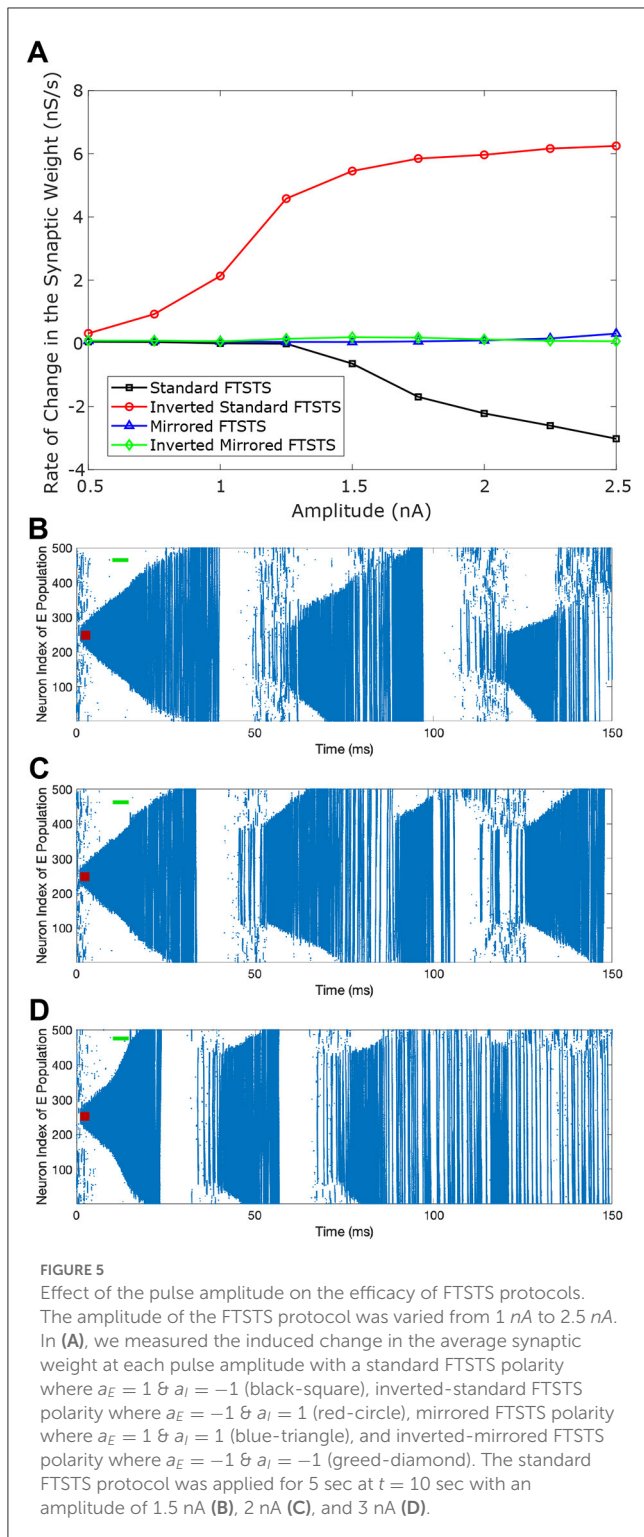 A
Rate of Change in the Synaptic Weight (nS/s)
8
6
4
2
0
-2
-4
Standard FTSTS
Inverted Standard FTSTS
Mirrored FTSTS
Inverted Mirrored FTSTS
0.5 1 1.5 2 2.5
Amplitude (nA)
B
Neuron Index of E Population
500
400
300
200
100
0 50 100 150
Time (ms)
C
Neuron Index of E Population
500
400
300
200
100
0 50 100 150
Time (ms)
D
Neuron Index of E Population
500
400
300
200
100
0 50 100 150
Time (ms)
FIGURE 5
Effect of the pulse amplitude on the efficacy of FTSTS protocols.
The amplitude of the FTSTS protocol was varied from 1 nA to 2.5 nA.
In (A), we measured the induced change in the average synaptic
weight at each pulse amplitude with a standard FTSTS polarity
where a_E = 1 & a_I = −1 (black-square), inverted-standard FTSTS
polarity where a_E = −1 & a_I = 1 (red-circle), mirrored FTSTS polarity
where a_E = 1 & a_I = 1 (blue-triangle), and inverted-mirrored FTSTS
polarity where a_E = −1 & a_I = −1 (greed-diamond). The standard
FTSTS protocol was applied for 5 sec at t = 10 sec with an
amplitude of 1.5 nA (B), 2 nA (C), and 3 nA (D).